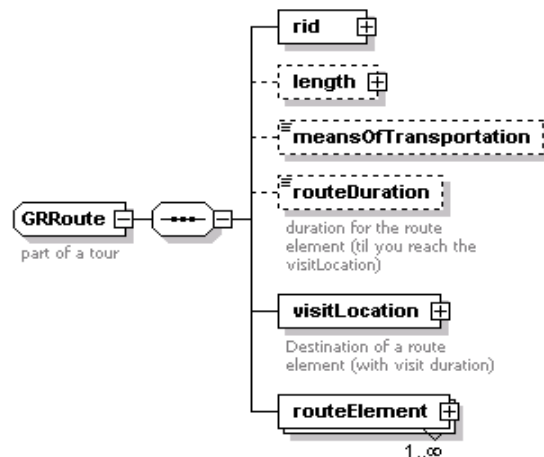 rid
length
meansOfTransportation
routeDuration
duration for the route
element (til you reach the
visitLocation)
GRRoute
part of a tour
visitLocation
Destination of a route
element (with visit duration)
routeElement
1..∞